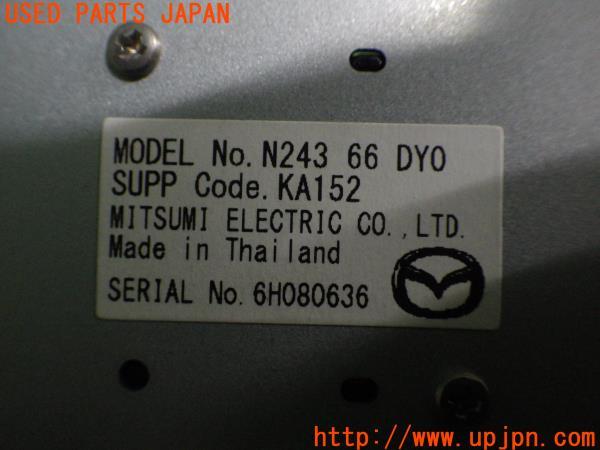 USED PARTS JAPAN
MODEL No. N243 66 DY0
SUPP Code. KA152
MITSUMI ELECTRIC CO., LTD.
Made in Thailand
SERIAL No. 6H080636
http://www.upjpn.com